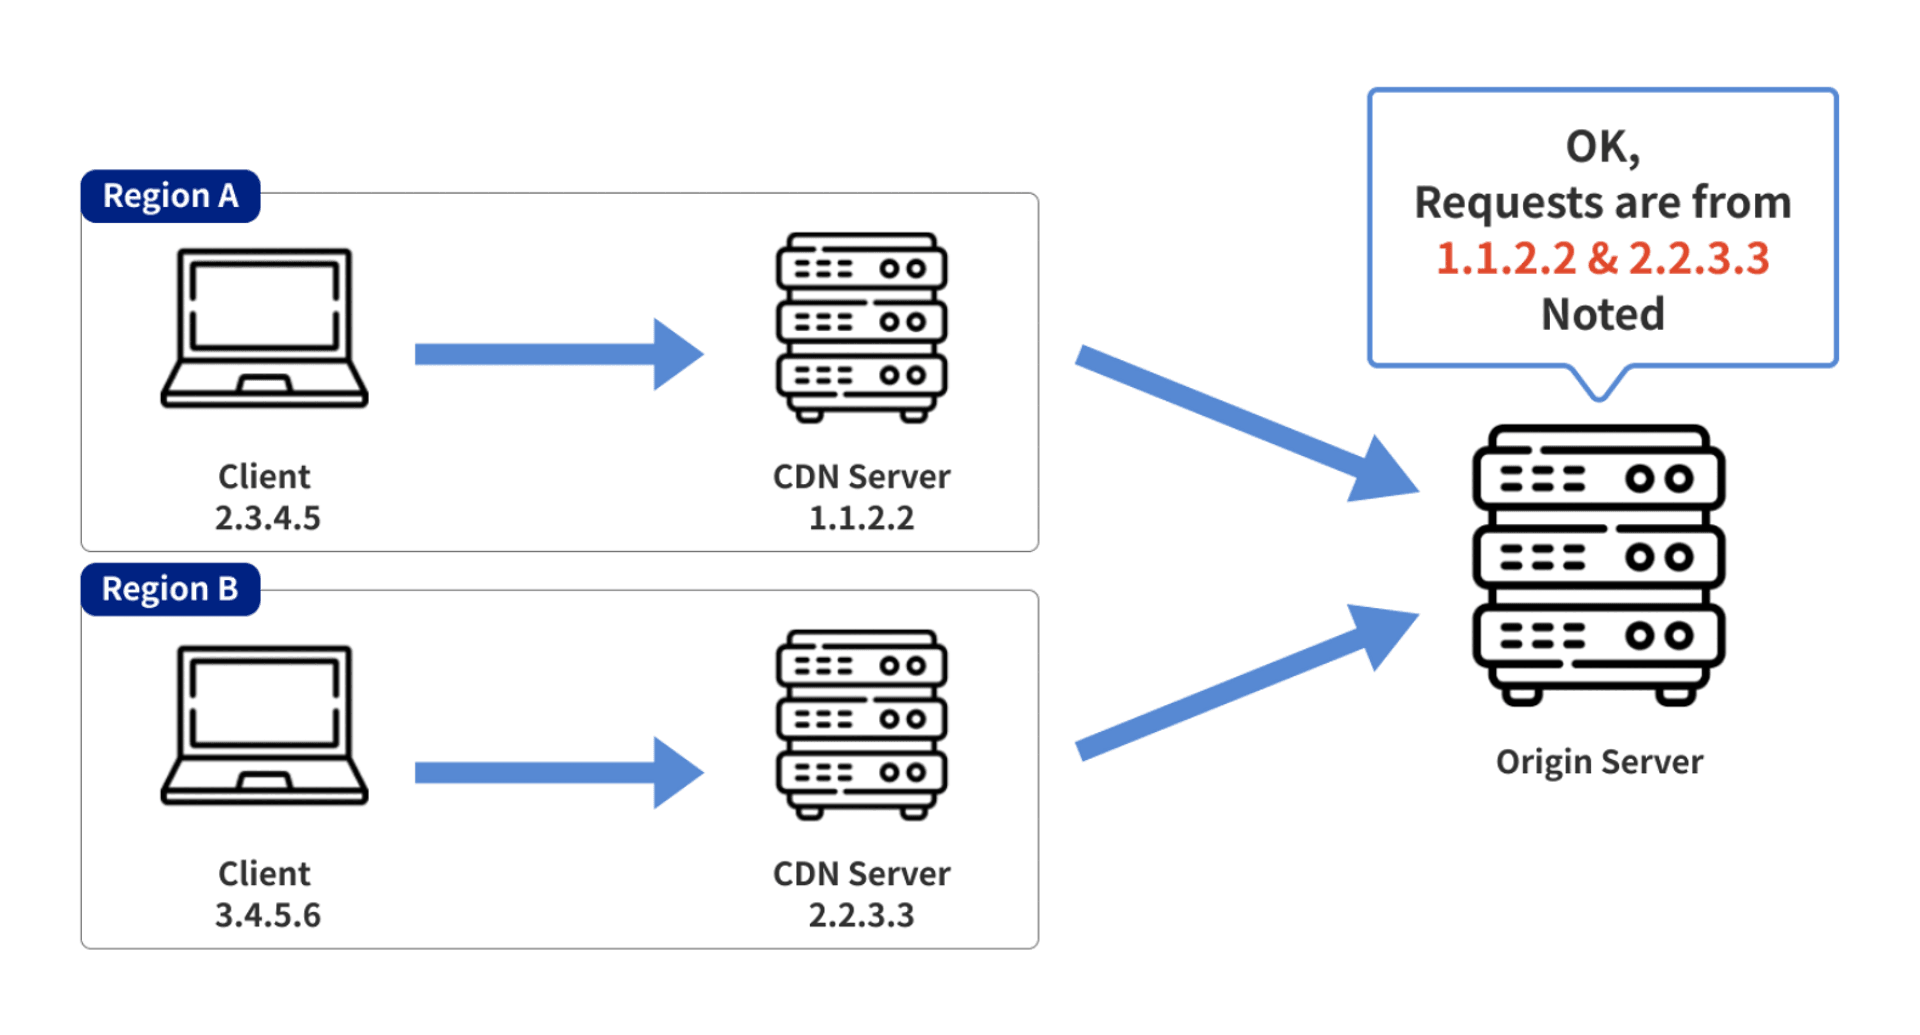 Region A
Client
2.3.4.5
CDN Server
1.1.2.2
Region B
Client
3.4.5.6
CDN Server
2.2.3.3
OK,
Requests are from
1.1.2.2 & 2.2.3.3
Noted
Origin Server